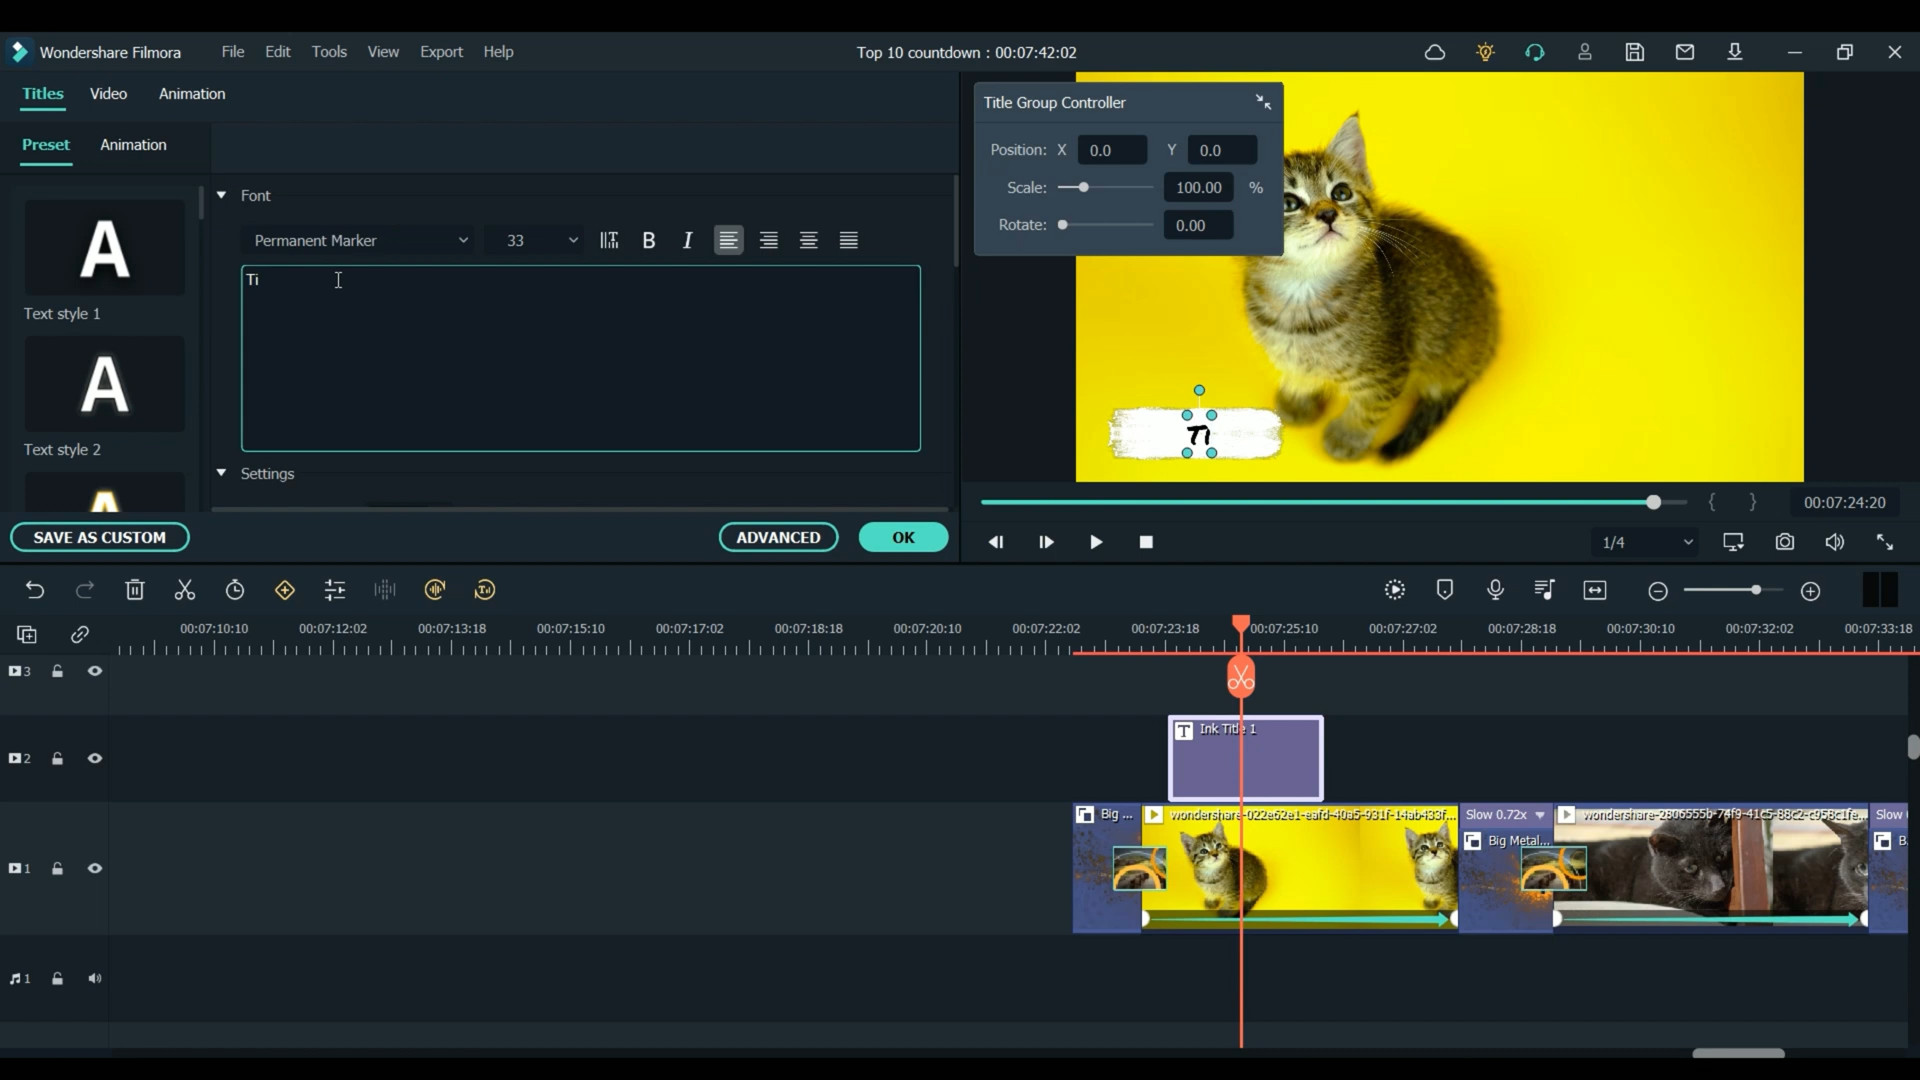 Wondershare Filmora File Edit Tools View Export Help Top 10 countdown : 00:07:42:02
Titles Video Animation
Preset Animation
Font
Permanent Marker 33 B I
Ti
A
Text style 1
A
Text style 2
A
Settings
SAVE AS CUSTOM ADVANCED OK
Title Group Controller
Position: X 0.0 Y 0.0
Scale: 100.00 %
Rotate: 0.00
TI
{ } 00:07:24:20
1/4
00:07:10:10 00:07:12:02 00:07:13:18 00:07:15:10 00:07:17:02 00:07:18:18 00:07:20:10 00:07:22:02 00:07:23:18 00:07:25:10 00:07:27:02 00:07:28:18 00:07:30:10 00:07:32:02 00:07:33:18
3
2
T Ink Title 1
1
Big ... wondershare-022e62e1-eafd-40a5-931f-14ab433f... Slow 0.72x wondershare-2806555b-74f9-41c5-88c2-c958c1fe... Slow
Big Metal... B
1